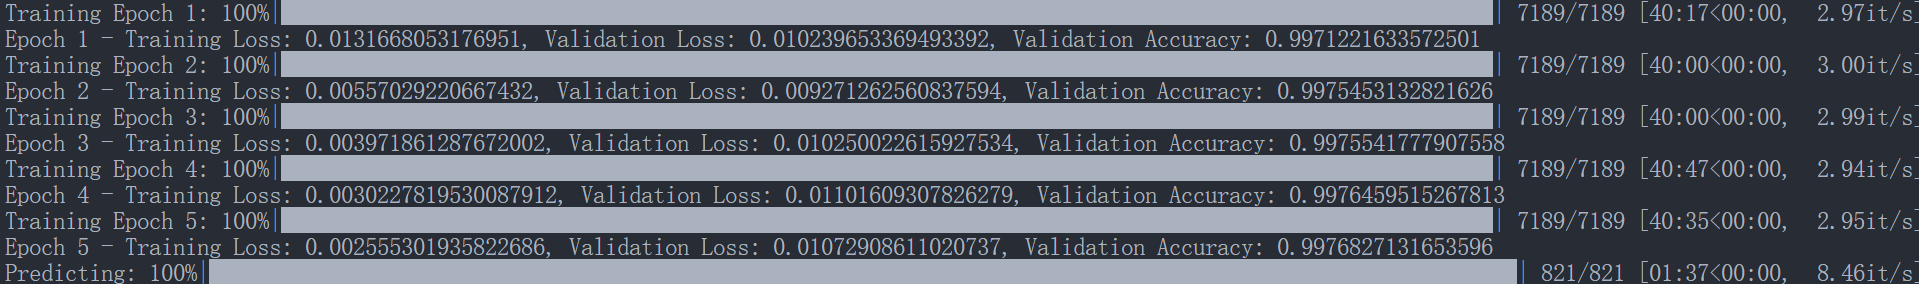 Training Epoch 1: 100%| | 7189/7189 [40:17<00:00,  2.97it/s]
Epoch 1 - Training Loss: 0.0131668053176951, Validation Loss: 0.010239653369493392, Validation Accuracy: 0.9971221633572501
Training Epoch 2: 100%| | 7189/7189 [40:00<00:00,  3.00it/s]
Epoch 2 - Training Loss: 0.00557029220667432, Validation Loss: 0.009271262560837594, Validation Accuracy: 0.9975453132821626
Training Epoch 3: 100%| | 7189/7189 [40:00<00:00,  2.99it/s]
Epoch 3 - Training Loss: 0.003971861287672002, Validation Loss: 0.010250022615927534, Validation Accuracy: 0.9975541777907558
Training Epoch 4: 100%| | 7189/7189 [40:47<00:00,  2.94it/s]
Epoch 4 - Training Loss: 0.0030227819530087912, Validation Loss: 0.01101609307826279, Validation Accuracy: 0.9976459515267813
Training Epoch 5: 100%| | 7189/7189 [40:35<00:00,  2.95it/s]
Epoch 5 - Training Loss: 0.002555301935822686, Validation Loss: 0.01072908611020737, Validation Accuracy: 0.9976827131653596
Predicting: 100%| | 821/821 [01:37<00:00,  8.46it/s]